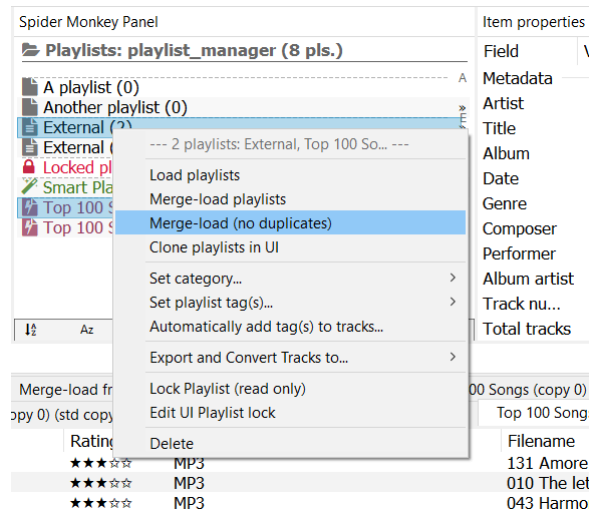 Spider Monkey Panel
Item properties
Playlists: playlist_manager (8 pls.)
Field
A
A playlist (0)
Metadata
Another playlist (0)
»
Artist
External (2)
E
Title
External (
--- 2 playlists: External, Top 100 So... ---
Album
Locked pl
Load playlists
Date
Smart Pla
Merge-load playlists
Genre
Top 100 S
Merge-load (no duplicates)
Composer
Top 100 S
Clone playlists in UI
Performer
Set category...
Album artist
Set playlist tag(s)...
Track nu...
Az
Automatically add tag(s) to tracks...
Total tracks
Export and Convert Tracks to...
Merge-load fr
Lock Playlist (read only)
00 Songs (copy 0)
opy 0) (std copy
Edit UI Playlist lock
Top 100 Songs
Rating
Delete
Filename
★★★☆☆ MP3 131 Amore
★★★☆☆ MP3 010 The let
★★★☆☆ MP3 043 Harmo